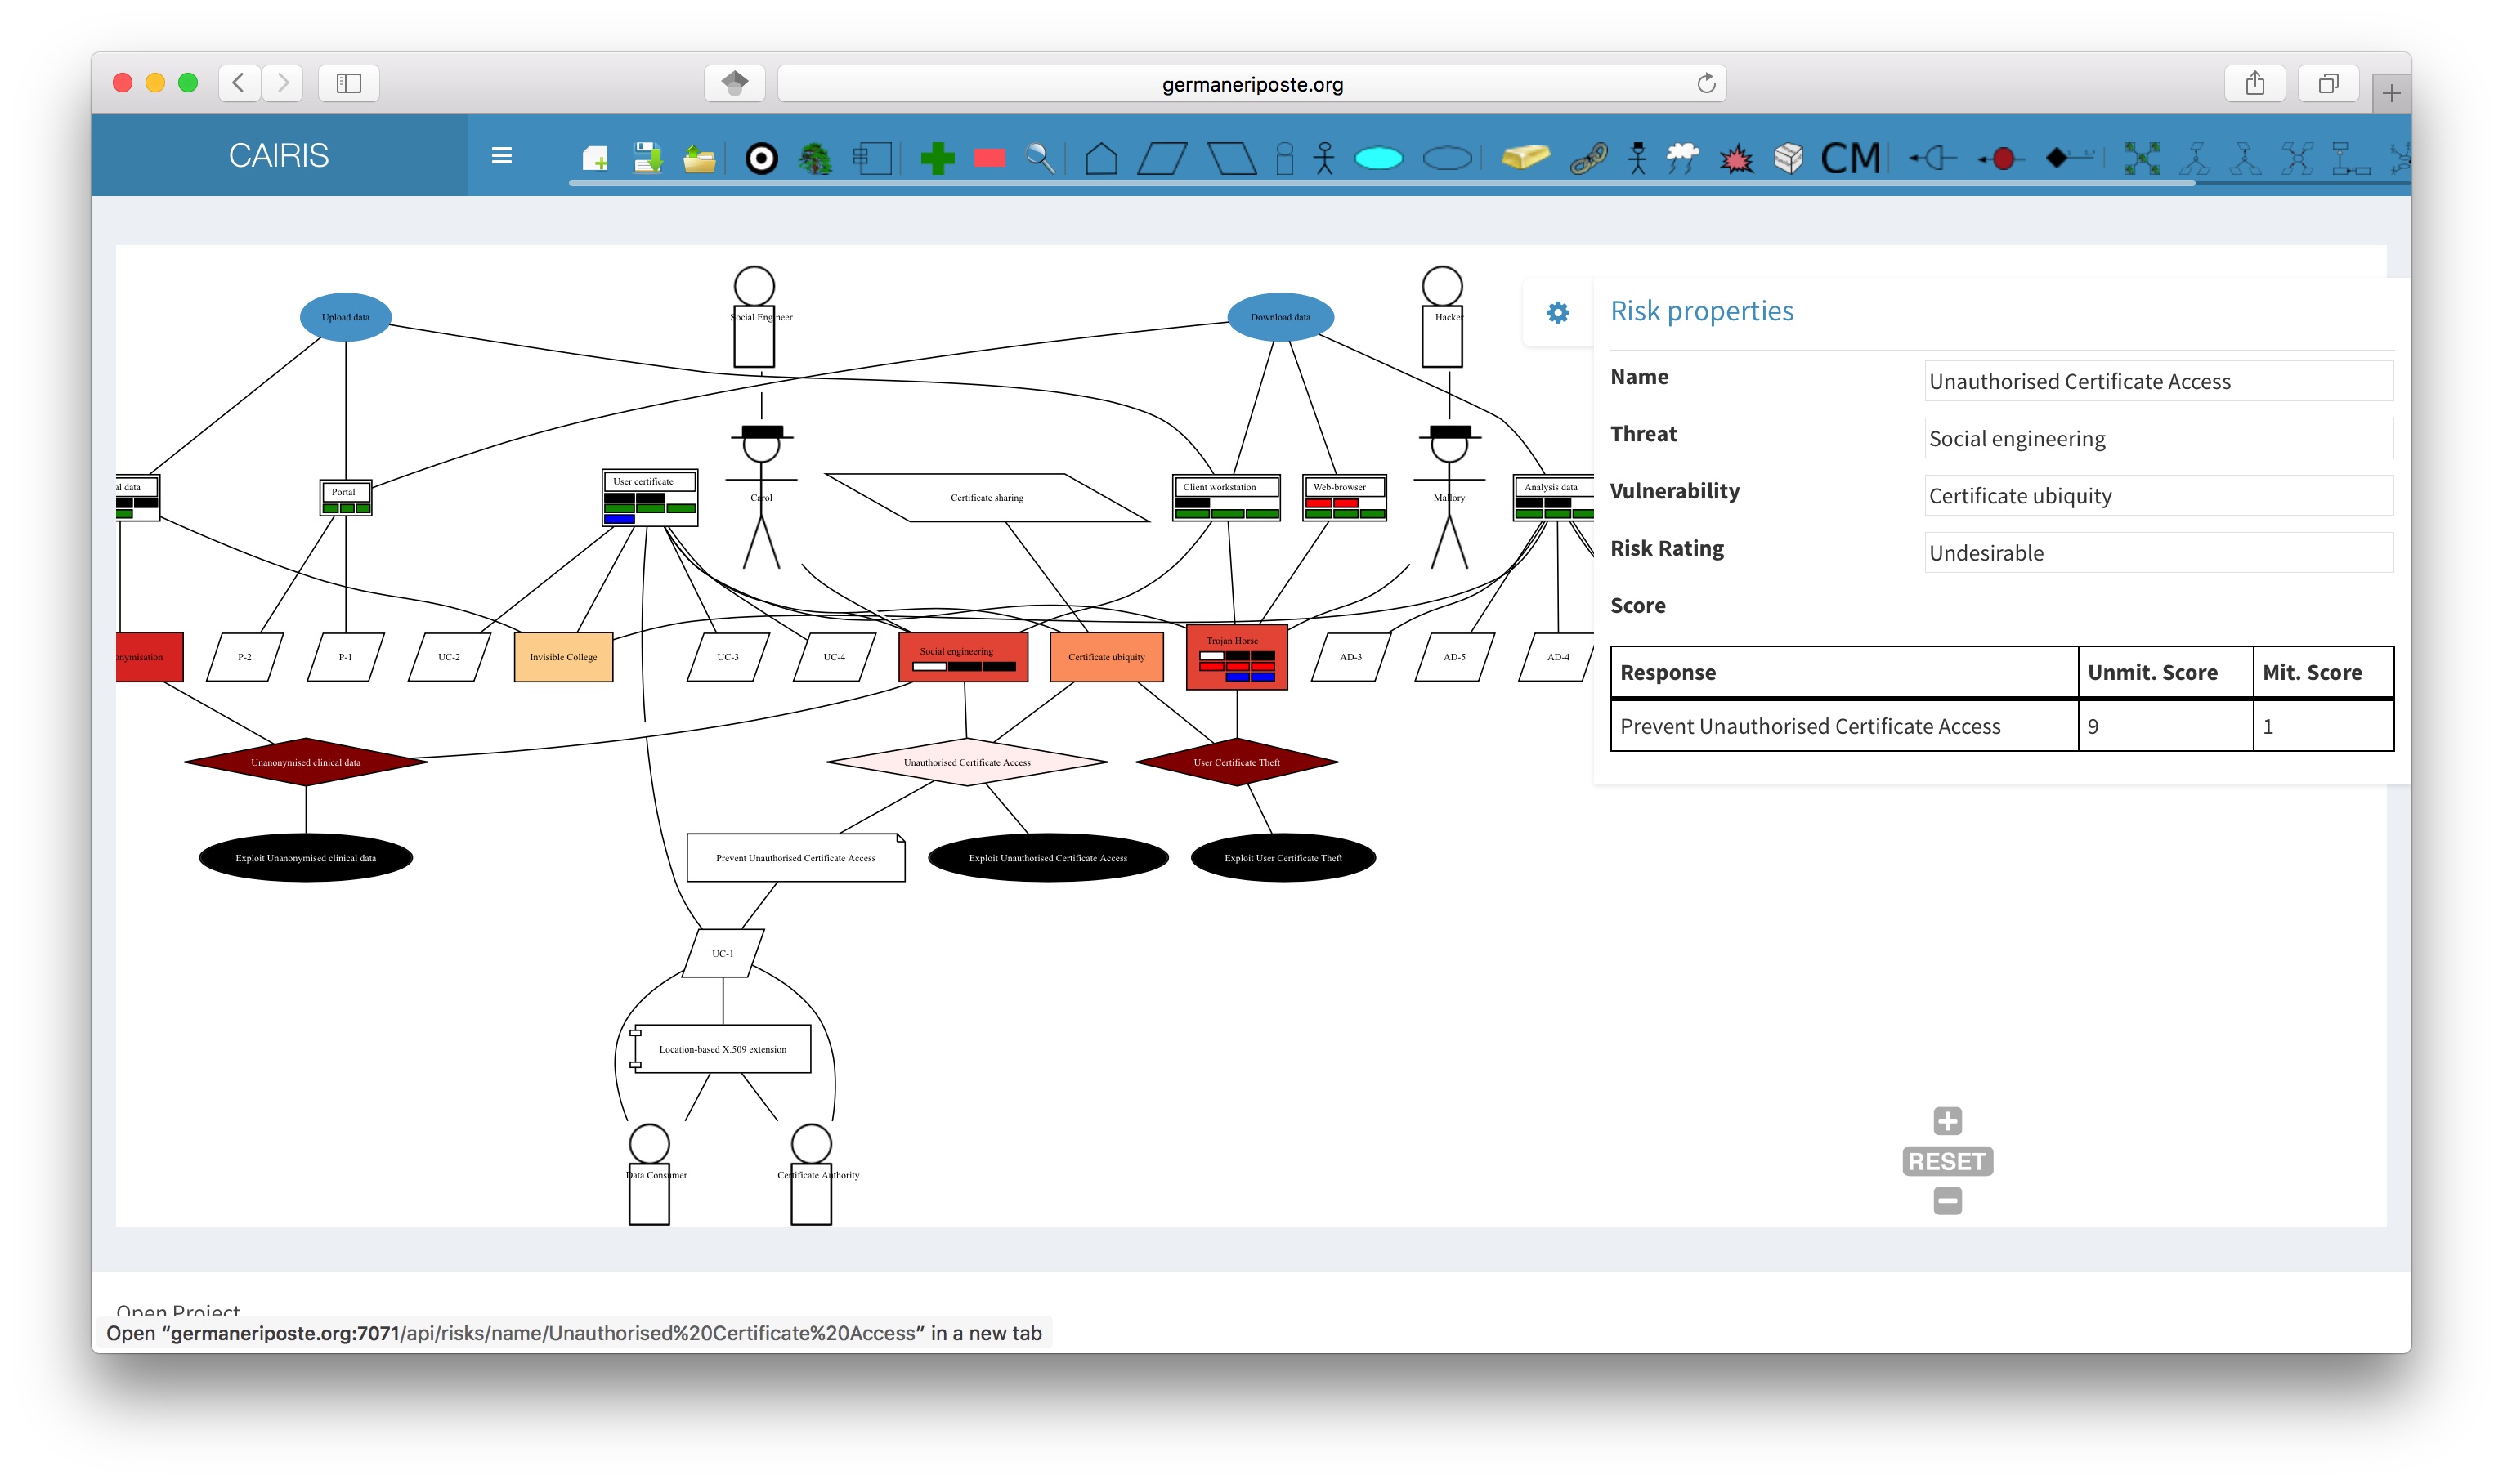 germaneriposte.org
CAIRIS
CM
Social Engineer
Hacker
Upload data
Download data
Risk properties
Name
Unauthorised Certificate Access
Threat
Social engineering
Vulnerability
Certificate ubiquity
Risk Rating
Undesirable
Score
Response
Unmit. Score
Mit. Score
Prevent Unauthorised Certificate Access
9
1
al data
Portal
User certificate
Carol
Certificate sharing
Client workstation
Web-browser
Mallory
Analysis data
onymisation
P-2
P-1
UC-2
Invisible College
UC-3
UC-4
Social engineering
Certificate ubiquity
Trojan Horse
AD-3
AD-5
AD-4
Unanonymised clinical data
Unauthorised Certificate Access
User Certificate Theft
Exploit Unanonymised clinical data
Prevent Unauthorised Certificate Access
Exploit Unauthorised Certificate Access
Exploit User Certificate Theft
UC-1
Location-based X.509 extension
Data Consumer
Certificate Authority
RESET
Open Project
Open “germaneriposte.org:7071/api/risks/name/Unauthorised%20Certificate%20Access” in a new tab